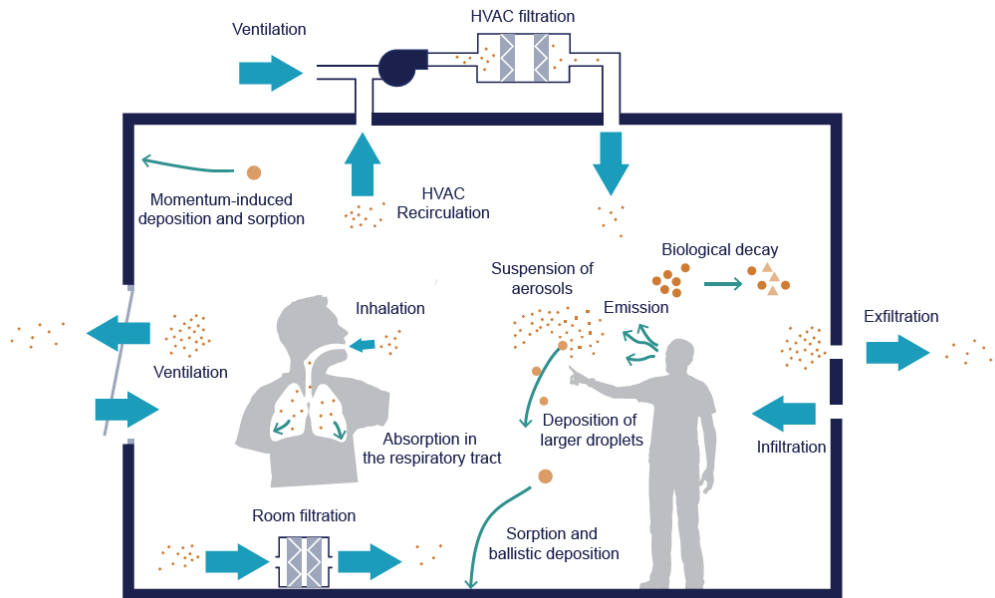 Ventilation
HVAC filtration
Momentum-induced
deposition and sorption
HVAC
Recirculation
Biological decay
Suspension of
aerosols
Emission
Inhalation
Exfiltration
Ventilation
Absorption in
the respiratory tract
Deposition of
larger droplets
Infiltration
Room filtration
Sorption and
ballistic deposition